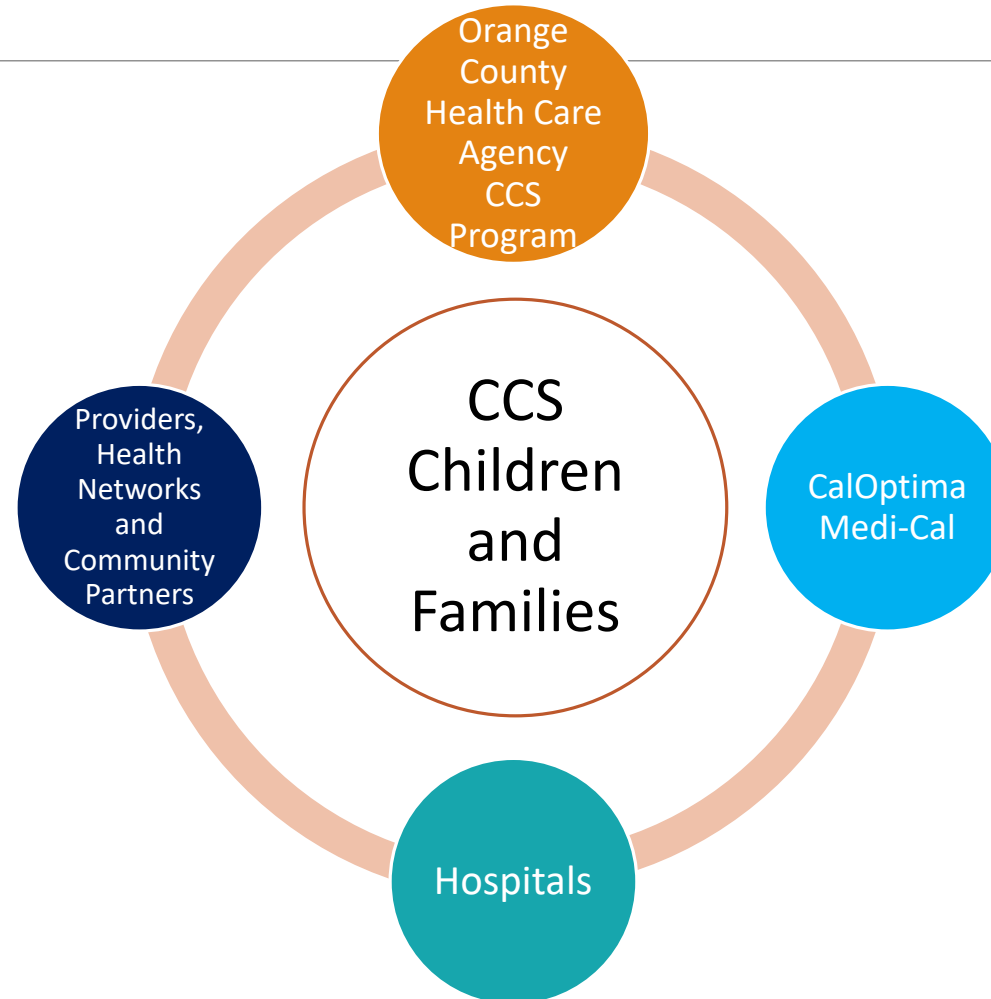 Orange
County
Health Care
Agency
CCS
Program
Providers,
Health
Networks
and
Community
Partners
CCS
Children
and
Families
CalOptima
Medi-Cal
Hospitals